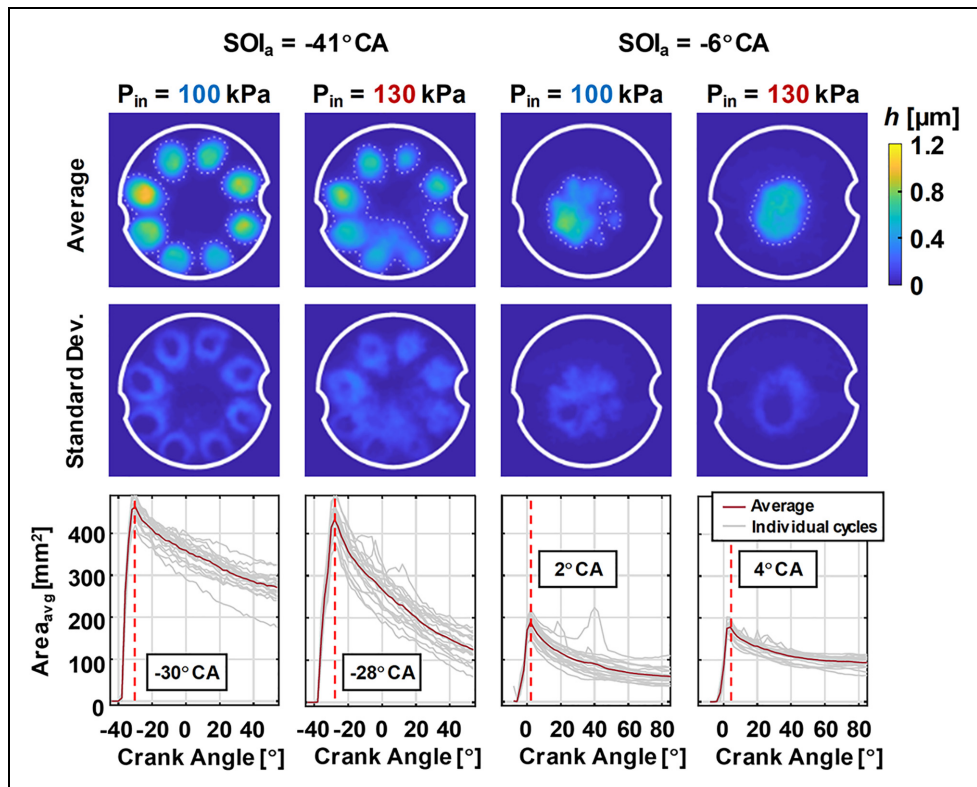 SOIₐ = -41°CA
SOIₐ = -6°CA
Pᵢₙ = 100 kPa
Pᵢₙ = 130 kPa
Pᵢₙ = 100 kPa
Pᵢₙ = 130 kPa
h [μm]
1.2
0.8
0.4
0
Average
Standard Dev.
Area_avg [mm²]
400
300
200
100
0
Average
Individual cycles
-30°CA
-28°CA
2°CA
4°CA
-40 -20 0 20 40
-40 -20 0 20 40
0 20 40 60 80
0 20 40 60 80
Crank Angle [°]
Crank Angle [°]
Crank Angle [°]
Crank Angle [°]